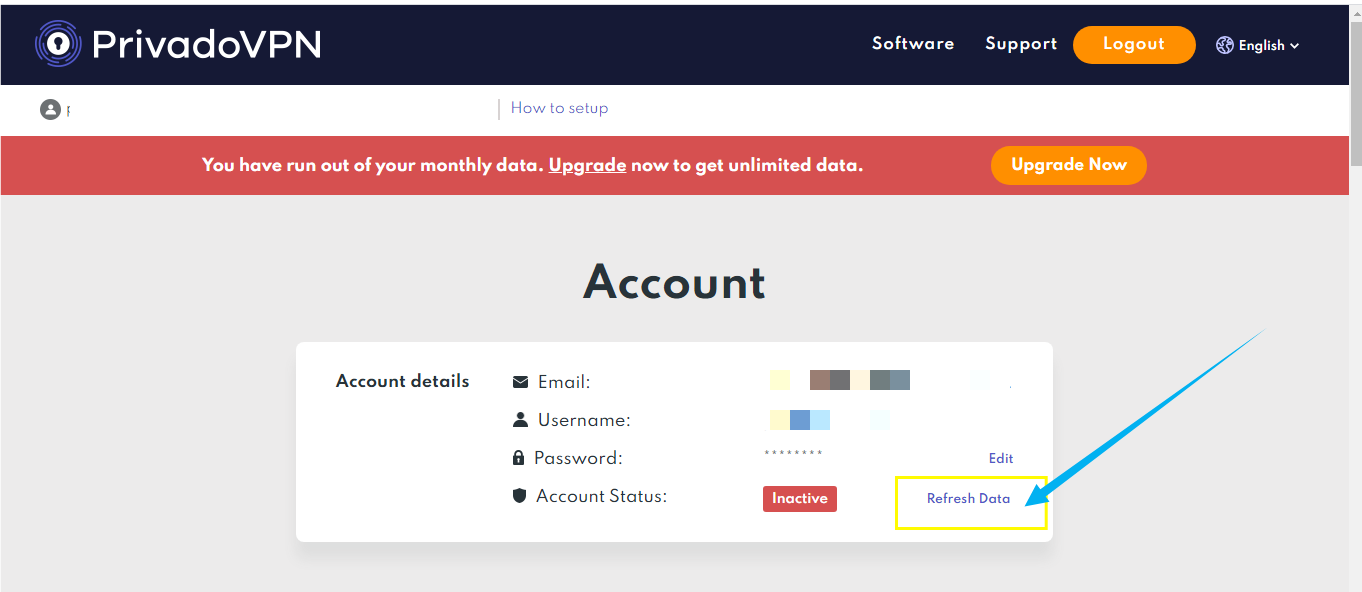 PrivadoVPN
Software Support Logout English
How to setup
You have run out of your monthly data. Upgrade now to get unlimited data. Upgrade Now
Account
Account details
Email:
Username:
Password: ******** Edit
Account Status: Inactive Refresh Data